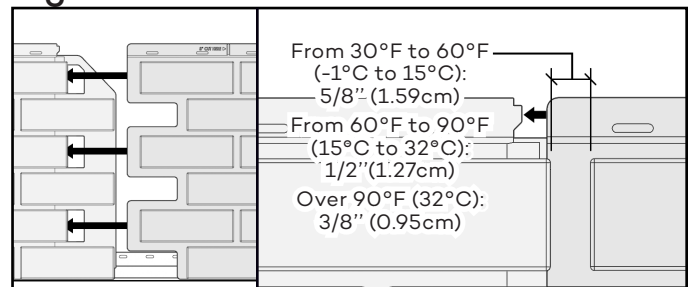 From 30°F to 60°F
(-1°C to 15°C):
5/8’’ (1.59cm)
From 60°F to 90°F
(15°C to 32°C):
1/2’’(1.27cm)
Over 90°F (32°C):
3/8’’ (0.95cm)